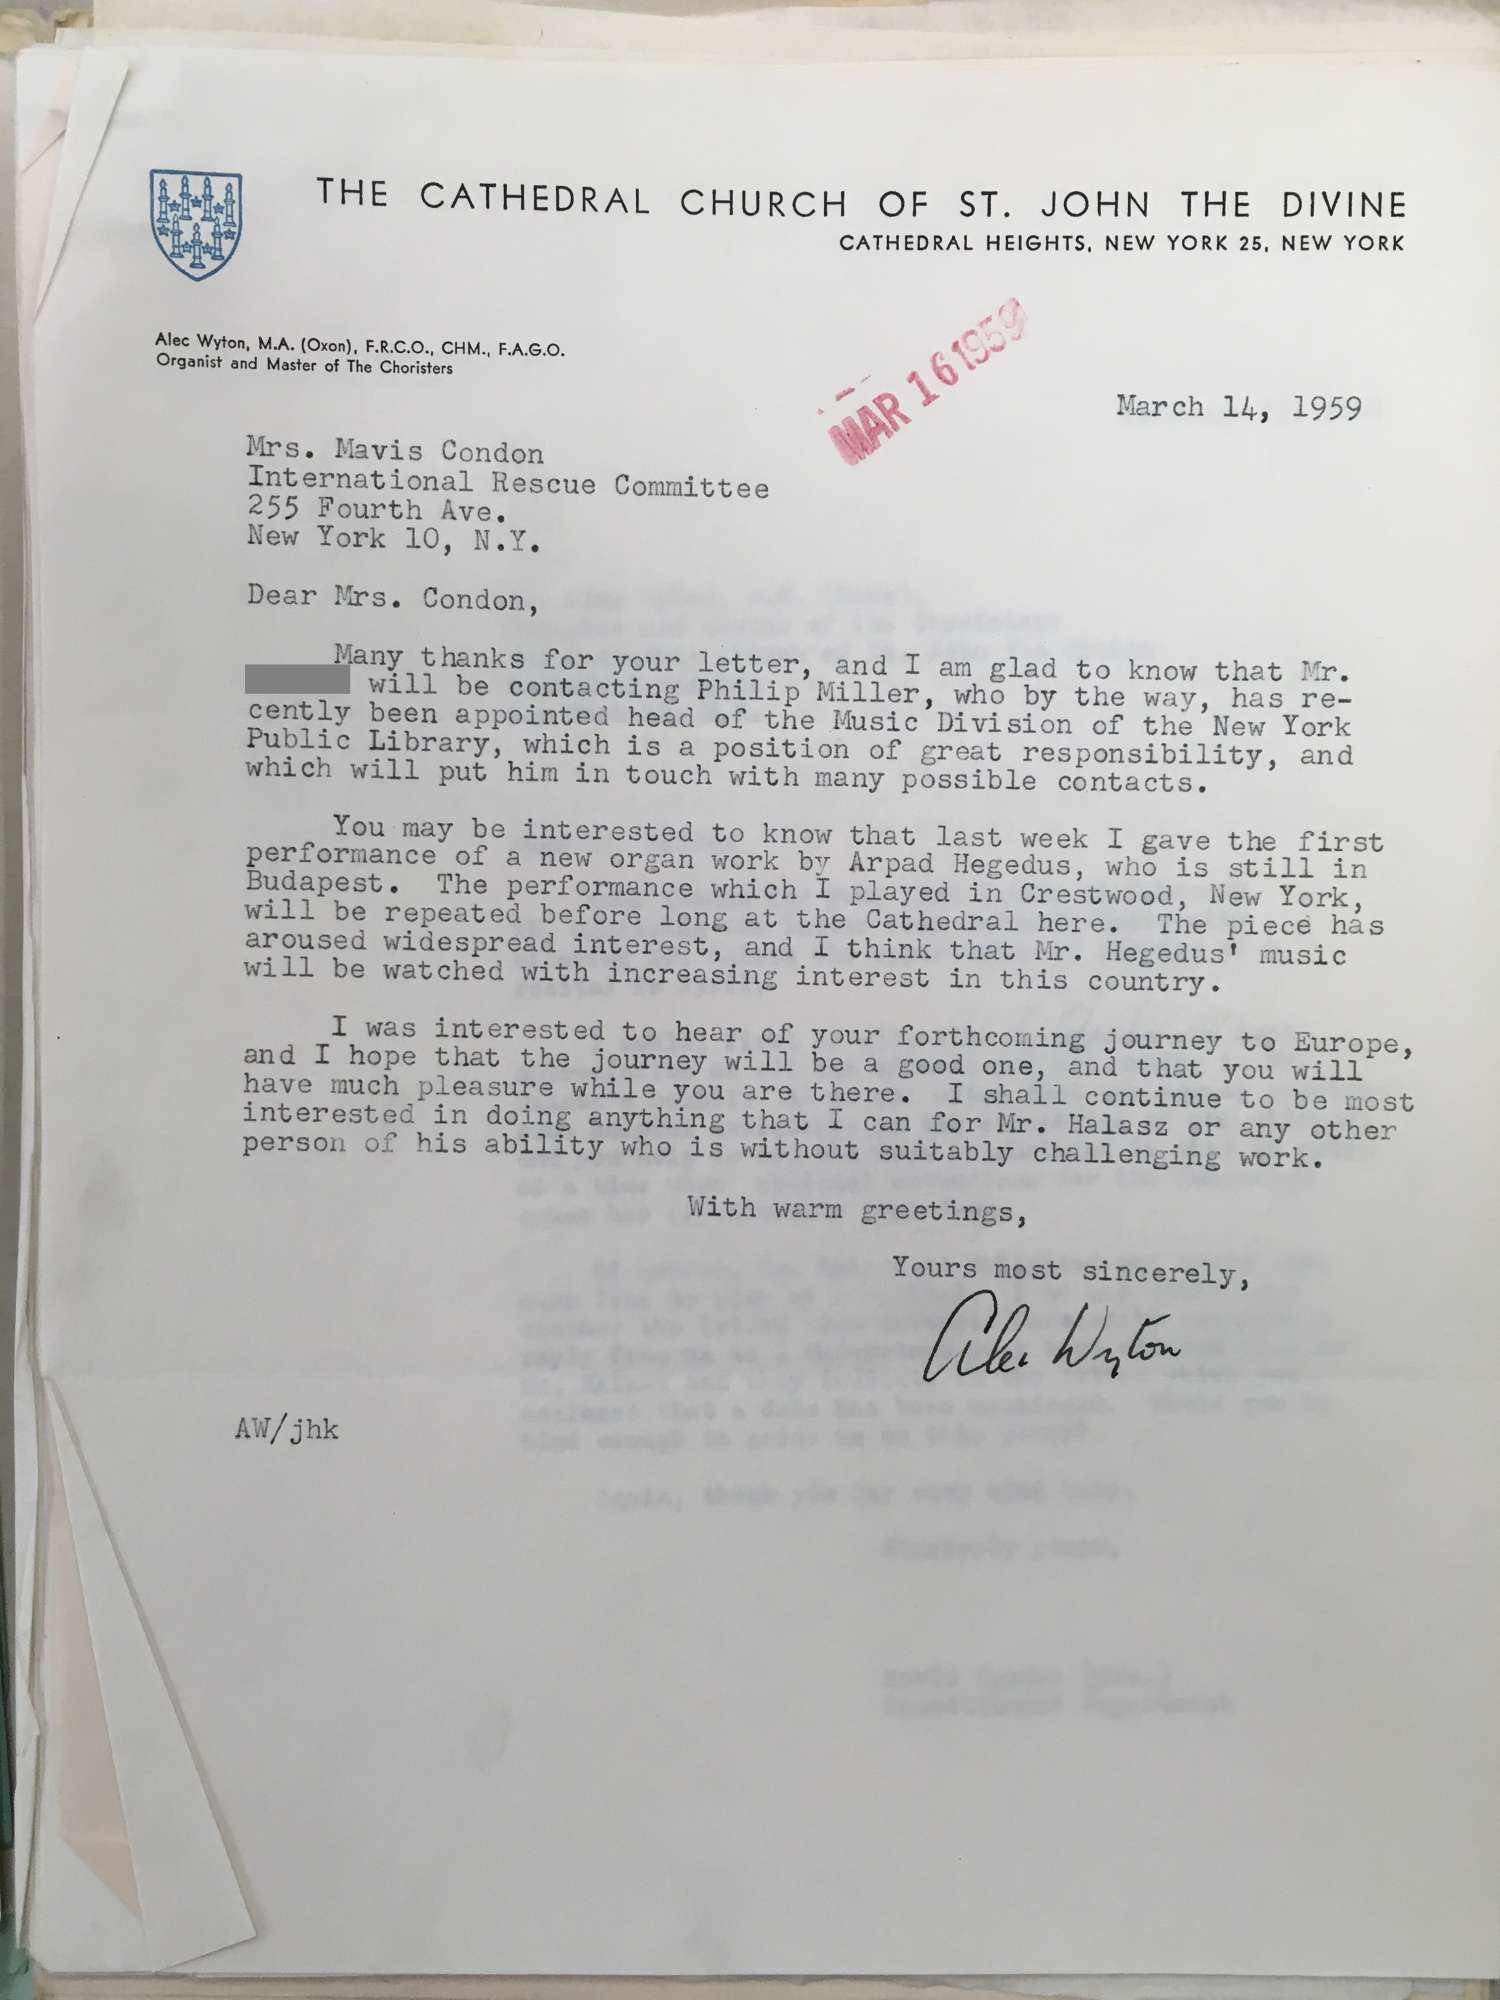 THE CATHEDRAL CHURCH OF ST. JOHN THE DIVINE
CATHEDRAL HEIGHTS, NEW YORK 25, NEW YORK
Alec Wyton, M.A. (Oxon), F.R.C.O., CHM., F.A.G.O.
Organist and Master of The Choristers
MAR 16 1959
March 14, 1959
Mrs. Mavis Condon
International Rescue Committee
255 Fourth Ave.
New York 10, N.Y.
Dear Mrs. Condon,
Many thanks for your letter, and I am glad to know that Mr.
will be contacting Philip Miller, who by the way, has re-
cently been appointed head of the Music Division of the New York
Public Library, which is a position of great responsibility, and
which will put him in touch with many possible contacts.
You may be interested to know that last week I gave the first
performance of a new organ work by Arpad Hegedus, who is still in
Budapest. The performance which I played in Crestwood, New York,
will be repeated before long at the Cathedral here. The piece has
aroused widespread interest, and I think that Mr. Hegedus' music
will be watched with increasing interest in this country.
I was interested to hear of your forthcoming journey to Europe,
and I hope that the journey will be a good one, and that you will
have much pleasure while you are there. I shall continue to be most
interested in doing anything that I can for Mr. Halasz or any other
person of his ability who is without suitably challenging work.
With warm greetings,
Yours most sincerely,
Alec Wyton
AW/jhk